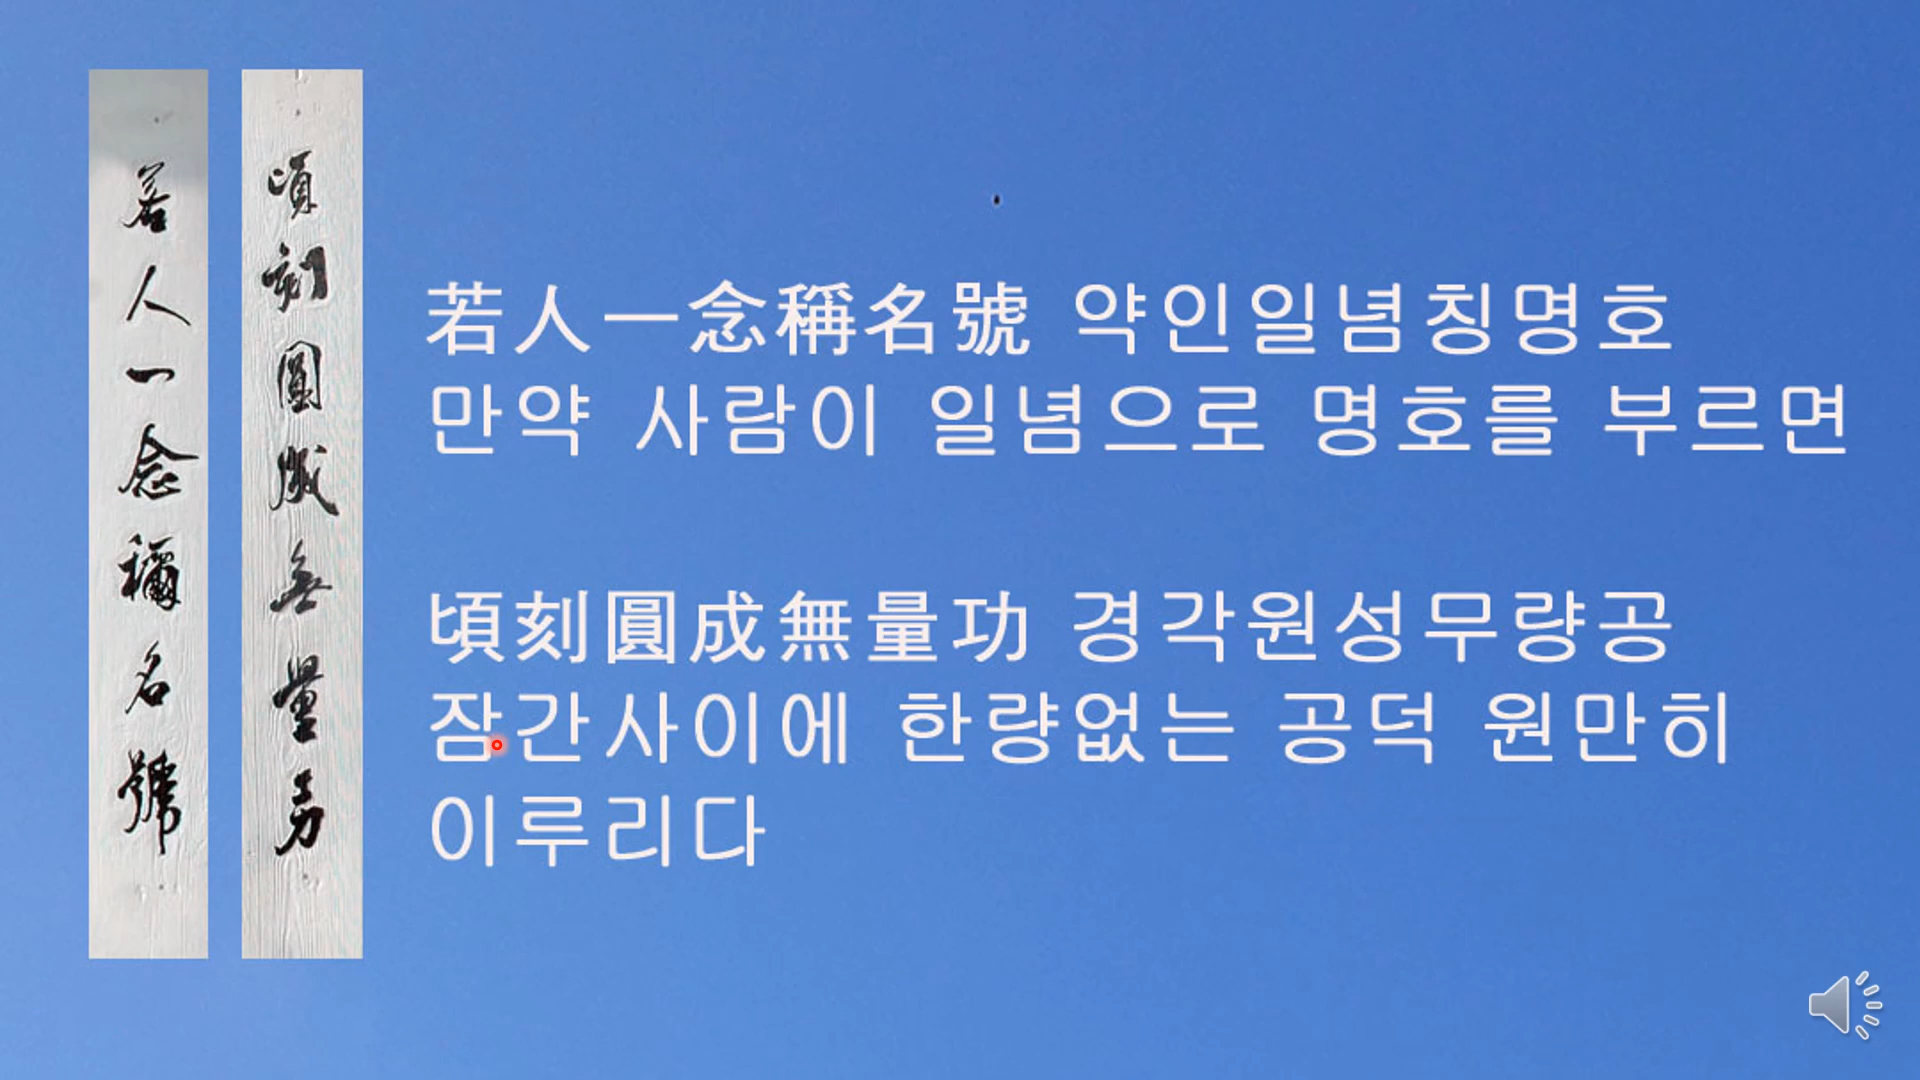 若人一念稱名號
頃刻圓成無量功
若人一念稱名號 약인일념칭명호
만약 사람이 일념으로 명호를 부르면
頃刻圓成無量功 경각원성무량공
잠간사이에 한량없는 공덕 원만히
이루리다